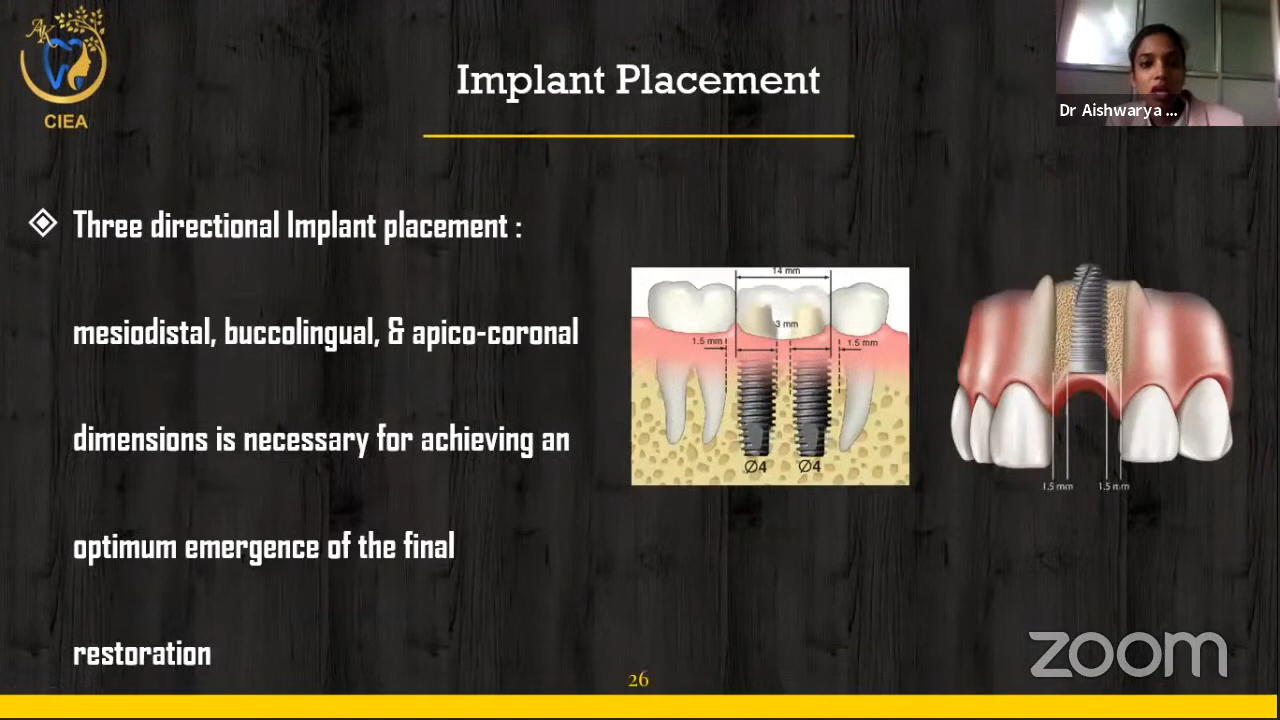 AK
CIEA
Implant Placement
Dr Aishwarya ...
Three directional Implant placement :
mesiodistal, buccolingual, & apico-coronal
dimensions is necessary for achieving an
optimum emergence of the final
restoration
14 mm
3 mm
1.5 mm
1.5 mm
Ø4
Ø4
1.5 mm
1.5 mm
zoom
26